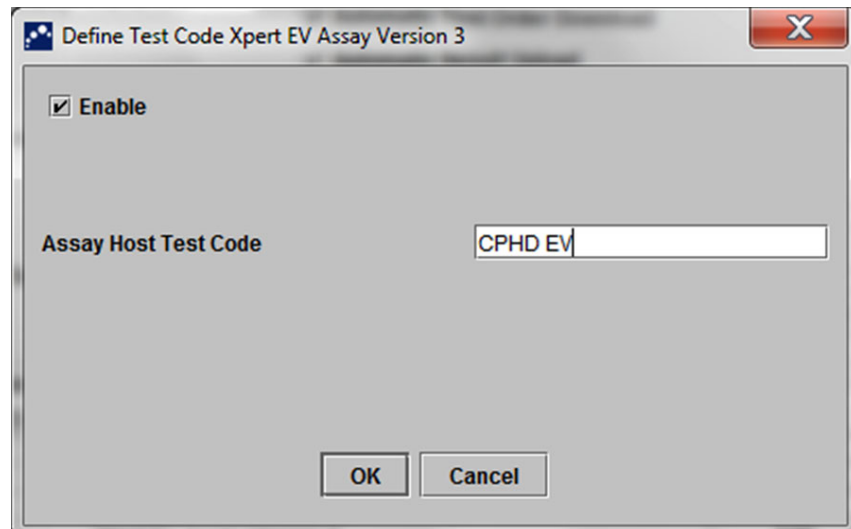 Define Test Code Xpert EV Assay Version 3
Enable
Assay Host Test Code
CPHD EV
OK
Cancel